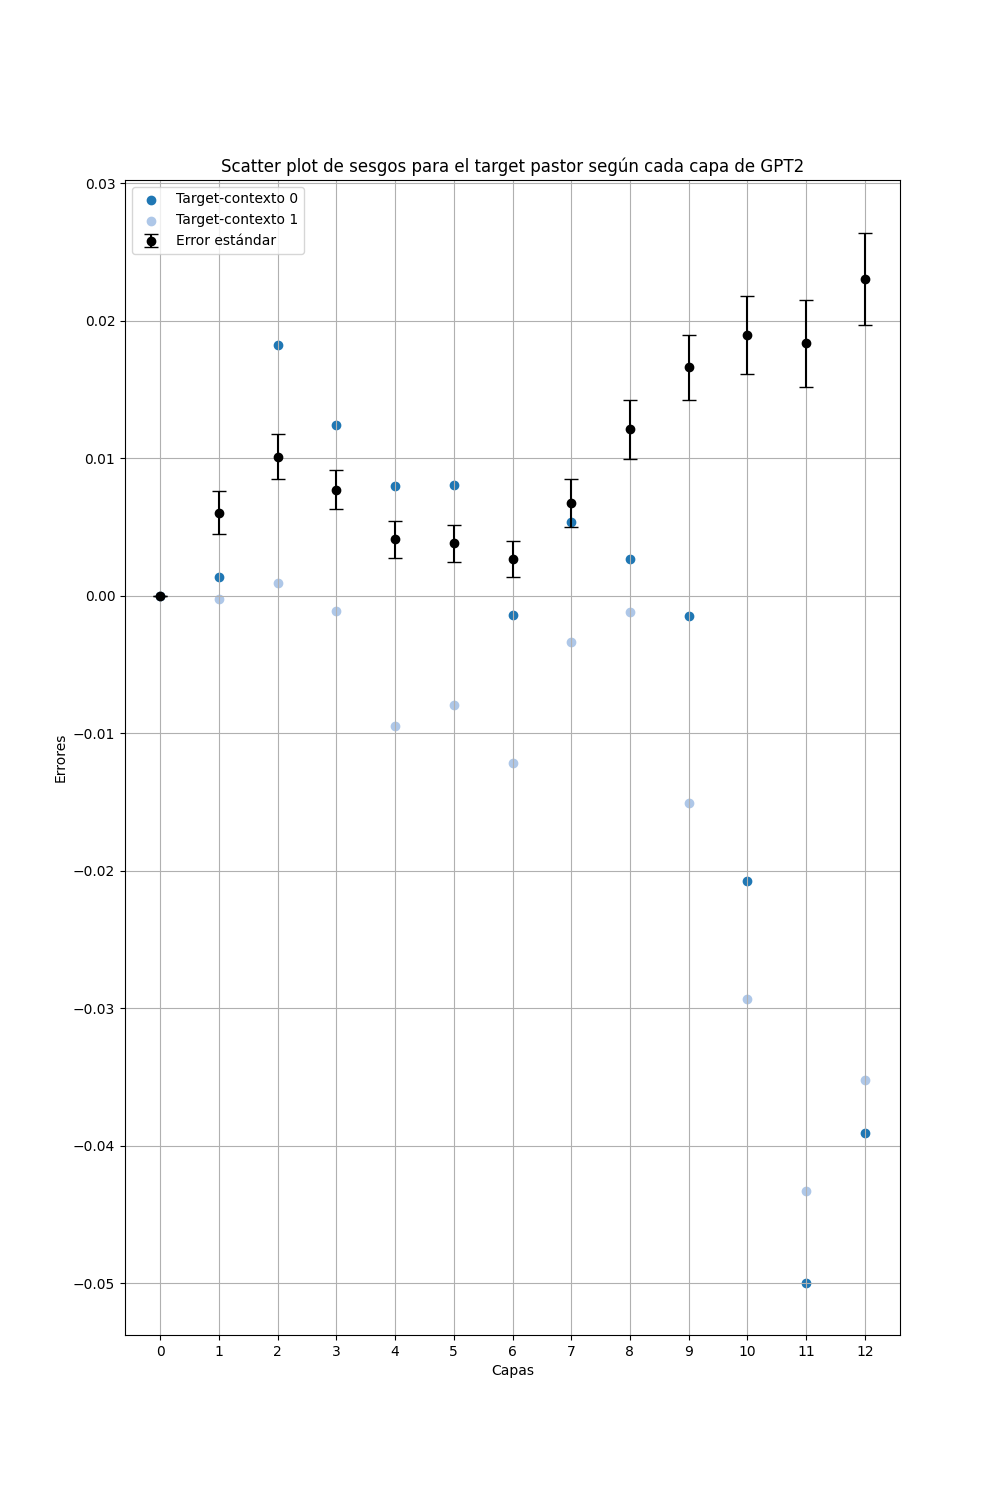 Scatter plot de sesgos para el target pastor según cada capa de GPT2
Target-contexto 0
Target-contexto 1
Error estándar
0.03
0.02
0.01
0.00
−0.01
−0.02
−0.03
−0.04
−0.05
Errores
0 1 2 3 4 5 6 7 8 9 10 11 12
Capas